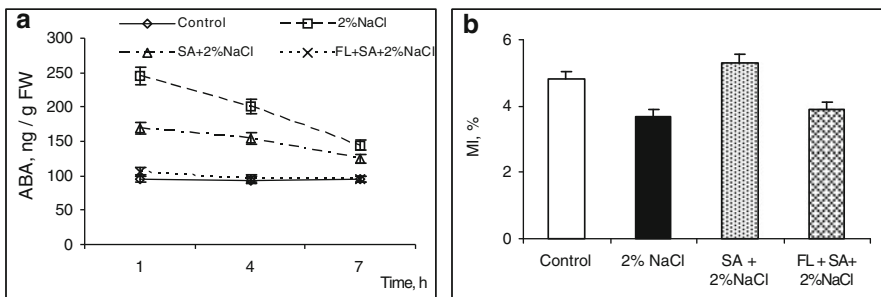 a
Control
2%NaCl
SA+2%NaCl
FL+SA+2%NaCl
ABA, ng / g FW
300
250
200
150
100
50
0
1
4
7
Time, h
b
MI, %
6
4
2
0
Control
2% NaCl
SA +
2%NaCl
FL + SA+
2%NaCl